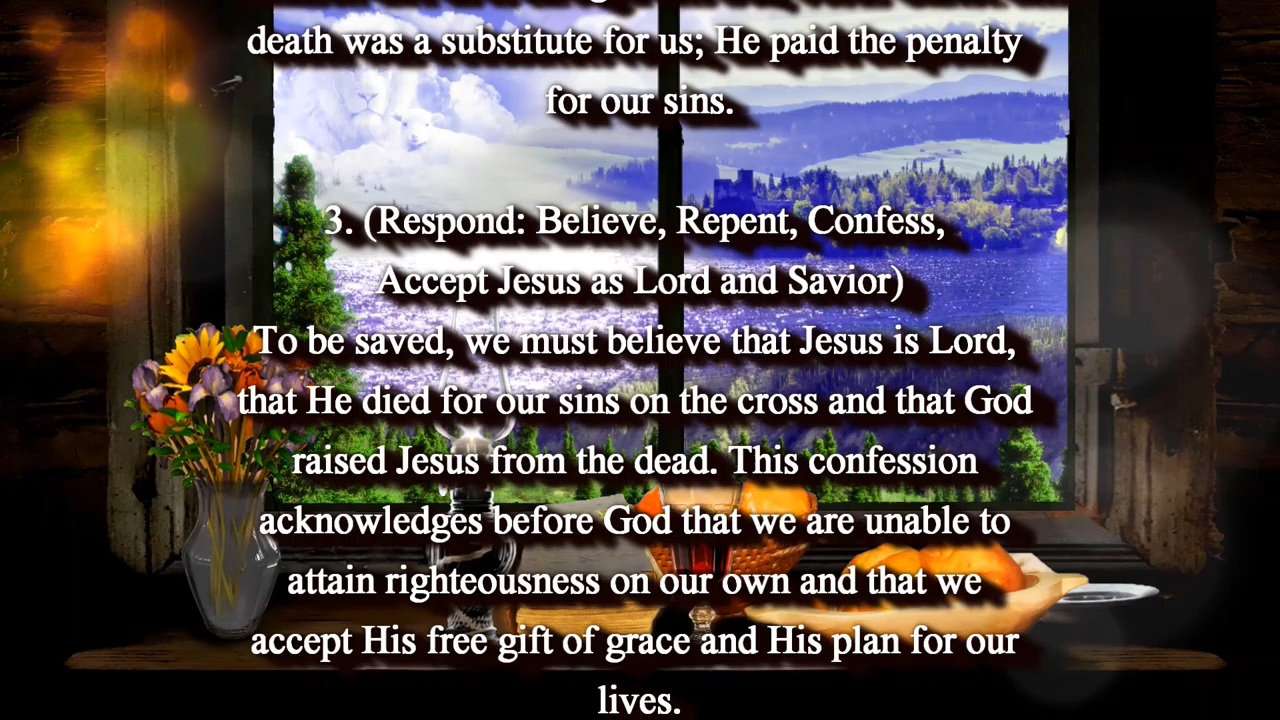 death was a substitute for us; He paid the penalty
for our sins.
3. (Respond: Believe, Repent, Confess,
Accept Jesus as Lord and Savior)
To be saved, we must believe that Jesus is Lord,
that He died for our sins on the cross and that God
raised Jesus from the dead. This confession
acknowledges before God that we are unable to
attain righteousness on our own and that we
accept His free gift of grace and His plan for our
lives.